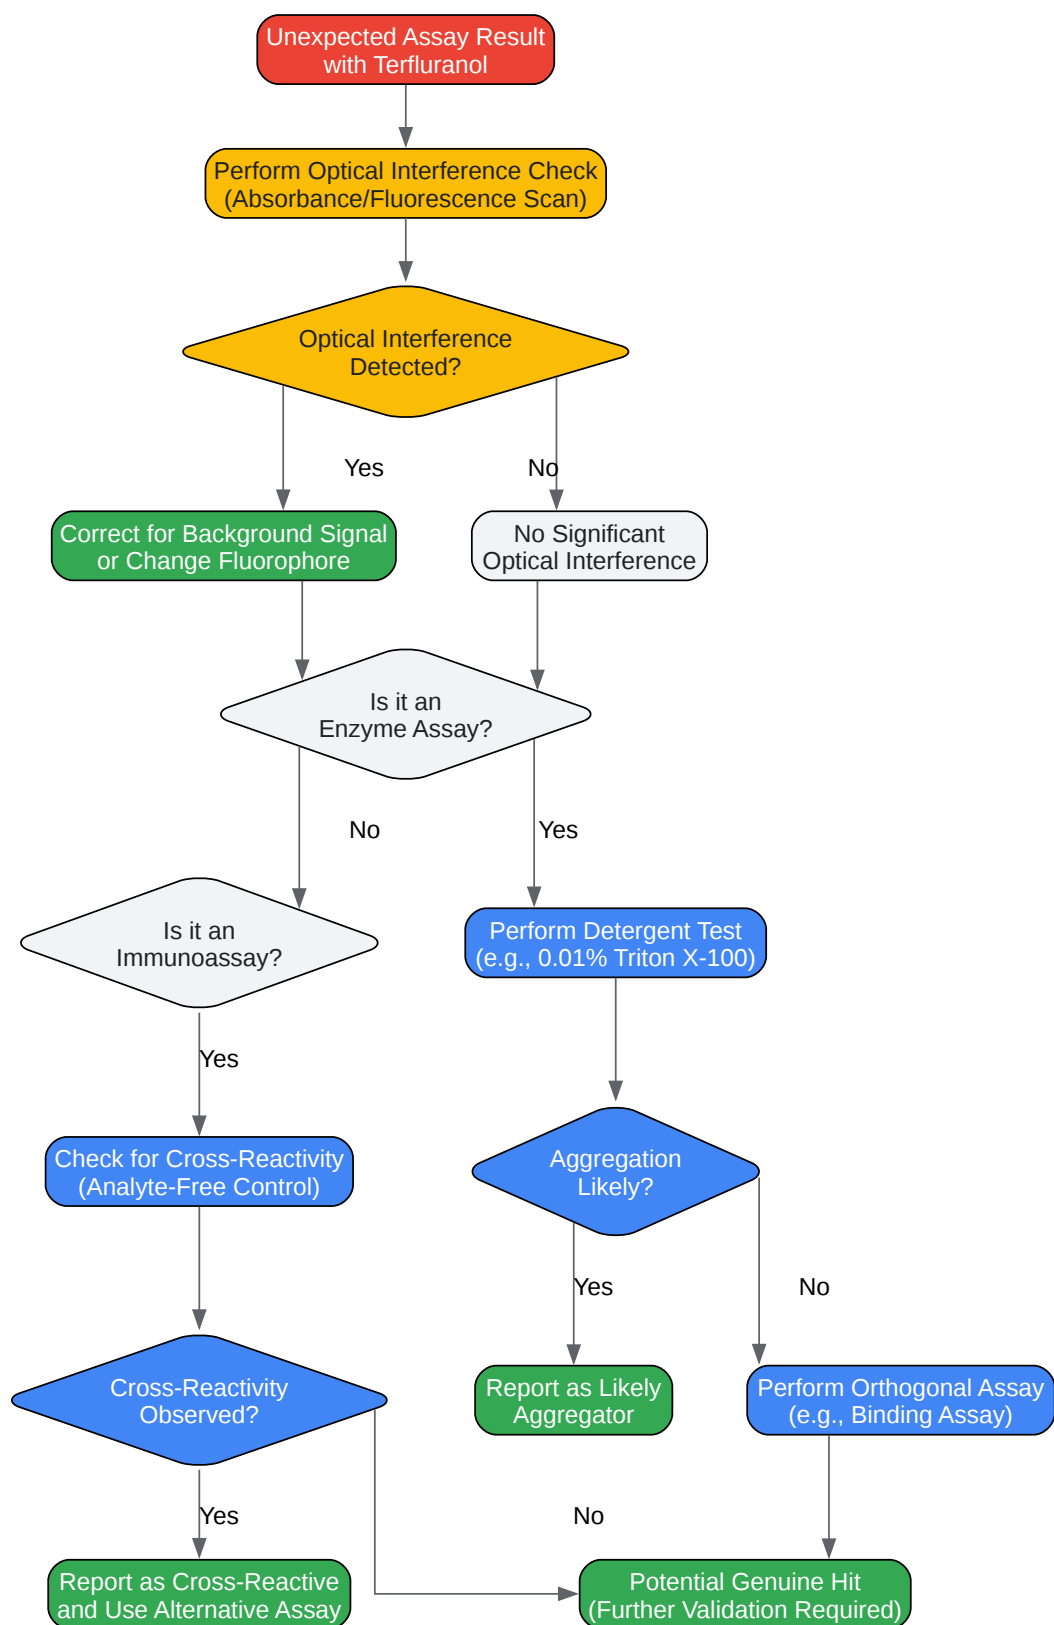 Unexpected Assay Result
with Terfluranol
Perform Optical Interference Check
(Absorbance/Fluorescence Scan)
Optical Interference
Detected?
Yes
No
Correct for Background Signal
or Change Fluorophore
No Significant
Optical Interference
Is it an
Enzyme Assay?
No
Yes
Is it an
Immunoassay?
Perform Detergent Test
(e.g., 0.01% Triton X-100)
Yes
Check for Cross-Reactivity
(Analyte-Free Control)
Aggregation
Likely?
Yes
No
Cross-Reactivity
Observed?
Report as Likely
Aggregator
Perform Orthogonal Assay
(e.g., Binding Assay)
Yes
No
Report as Cross-Reactive
and Use Alternative Assay
Potential Genuine Hit
(Further Validation Required)